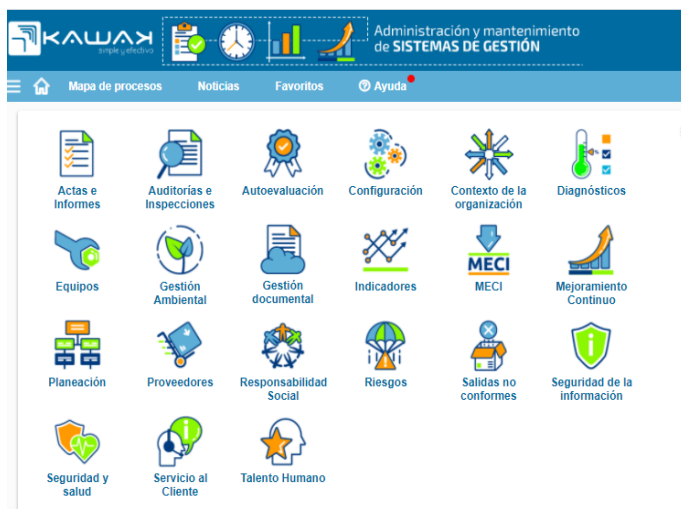 KAWAK
simple y efectivo
Administración y mantenimiento
de SISTEMAS DE GESTIÓN
Mapa de procesos Noticias Favoritos Ayuda
Actas e
Informes
Auditorías e
Inspecciones
Autoevaluación
Configuración
Contexto de la
organización
Diagnósticos
Equipos
Gestión
Ambiental
Gestión
documental
Indicadores
MECI
MECI
Mejoramiento
Continuo
Planeación
Proveedores
Responsabilidad
Social
Riesgos
Salidas no
conformes
Seguridad de la
información
Seguridad y
salud
Servicio al
Cliente
Talento Humano